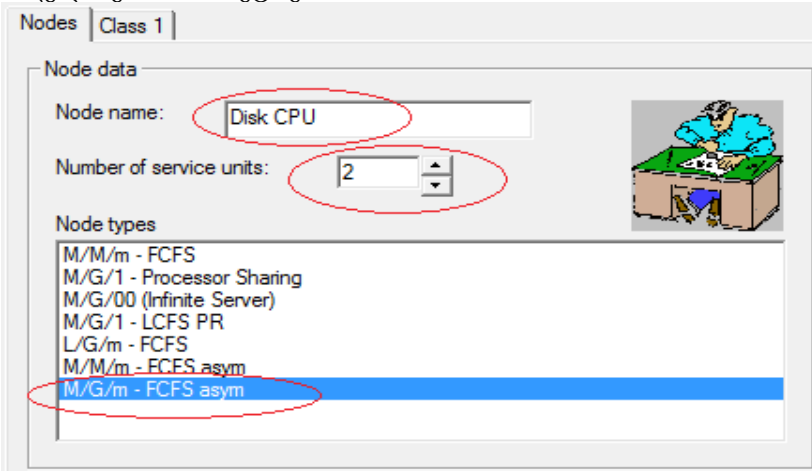 Nodes Class 1
Node data
Node name: Disk CPU
Number of service units: 2
Node types
M/M/m - FCFS
M/G/1 - Processor Sharing
M/G/00 (Infinite Server)
M/G/1 - LCFS PR
L/G/m - FCFS
M/M/m - FCFS asym
M/G/m - FCFS asym